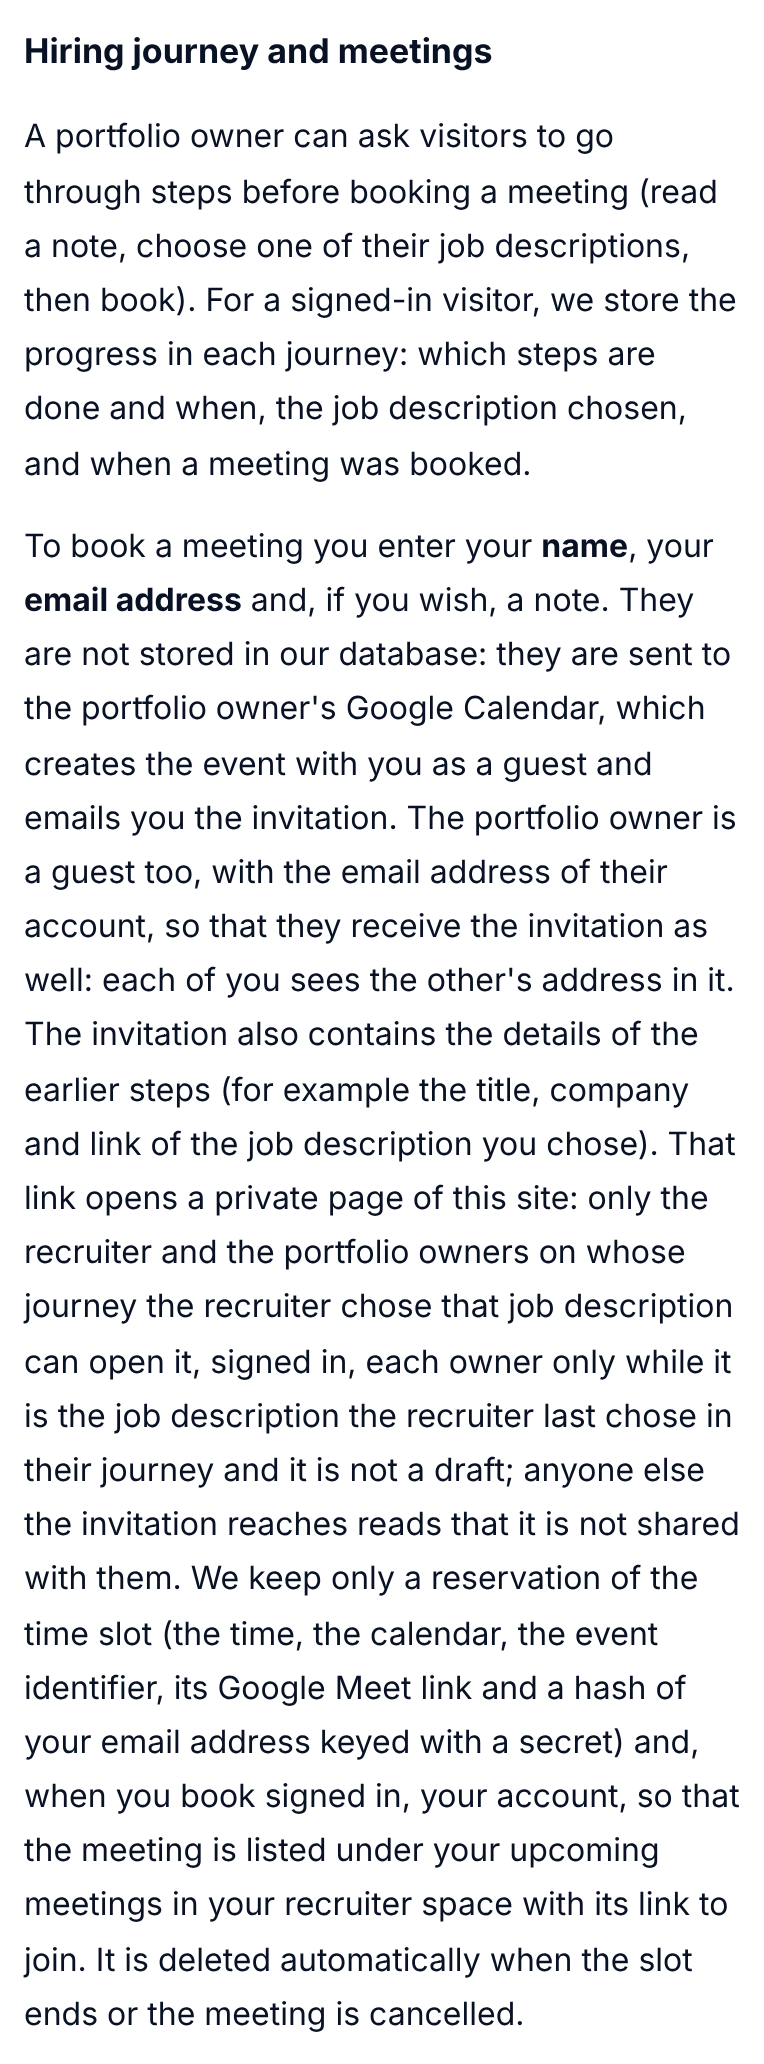 Hiring journey and meetings
A portfolio owner can ask visitors to go
through steps before booking a meeting (read
a note, choose one of their job descriptions,
then book). For a signed-in visitor, we store the
progress in each journey: which steps are
done and when, the job description chosen,
and when a meeting was booked.
To book a meeting you enter your name, your
email address and, if you wish, a note. They
are not stored in our database: they are sent to
the portfolio owner's Google Calendar, which
creates the event with you as a guest and
emails you the invitation. The portfolio owner is
a guest too, with the email address of their
account, so that they receive the invitation as
well: each of you sees the other's address in it.
The invitation also contains the details of the
earlier steps (for example the title, company
and link of the job description you chose). That
link opens a private page of this site: only the
recruiter and the portfolio owners on whose
journey the recruiter chose that job description
can open it, signed in, each owner only while it
is the job description the recruiter last chose in
their journey and it is not a draft; anyone else
the invitation reaches reads that it is not shared
with them. We keep only a reservation of the
time slot (the time, the calendar, the event
identifier, its Google Meet link and a hash of
your email address keyed with a secret) and,
when you book signed in, your account, so that
the meeting is listed under your upcoming
meetings in your recruiter space with its link to
join. It is deleted automatically when the slot
ends or the meeting is cancelled.